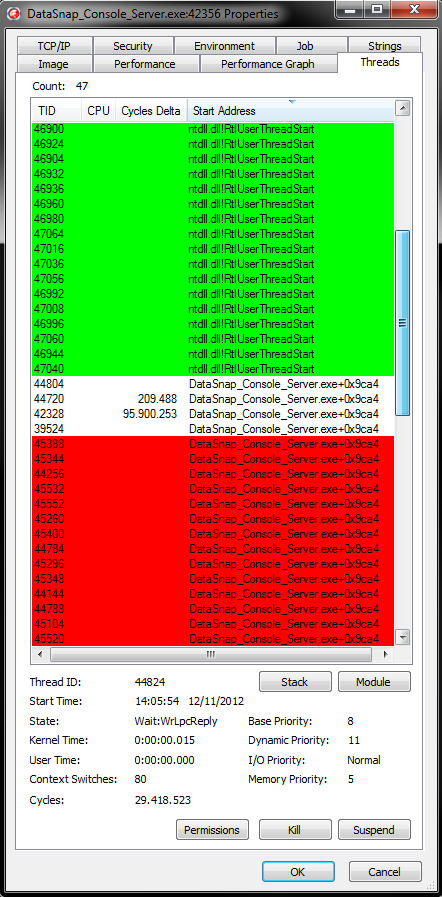 DataSnap_Console_Server.exe:42356 Properties
TCP/IP Security Environment Job Strings
Image Performance Performance Graph Threads
Count: 47
TID CPU Cycles Delta Start Address
46900 ntdll.dll!RtlUserThreadStart
46924 ntdll.dll!RtlUserThreadStart
46904 ntdll.dll!RtlUserThreadStart
46932 ntdll.dll!RtlUserThreadStart
46936 ntdll.dll!RtlUserThreadStart
46960 ntdll.dll!RtlUserThreadStart
46980 ntdll.dll!RtlUserThreadStart
47064 ntdll.dll!RtlUserThreadStart
47016 ntdll.dll!RtlUserThreadStart
47036 ntdll.dll!RtlUserThreadStart
47056 ntdll.dll!RtlUserThreadStart
46992 ntdll.dll!RtlUserThreadStart
47008 ntdll.dll!RtlUserThreadStart
46996 ntdll.dll!RtlUserThreadStart
47060 ntdll.dll!RtlUserThreadStart
46944 ntdll.dll!RtlUserThreadStart
47040 ntdll.dll!RtlUserThreadStart
44804 DataSnap_Console_Server.exe+0x9ca4
44720 209.488 DataSnap_Console_Server.exe+0x9ca4
42328 95.900.253 DataSnap_Console_Server.exe+0x9ca4
39524 DataSnap_Console_Server.exe+0x9ca4
45388 DataSnap_Console_Server.exe+0x9ca4
45344 DataSnap_Console_Server.exe+0x9ca4
44256 DataSnap_Console_Server.exe+0x9ca4
45532 DataSnap_Console_Server.exe+0x9ca4
45552 DataSnap_Console_Server.exe+0x9ca4
45260 DataSnap_Console_Server.exe+0x9ca4
45400 DataSnap_Console_Server.exe+0x9ca4
44784 DataSnap_Console_Server.exe+0x9ca4
45296 DataSnap_Console_Server.exe+0x9ca4
45348 DataSnap_Console_Server.exe+0x9ca4
44144 DataSnap_Console_Server.exe+0x9ca4
44788 DataSnap_Console_Server.exe+0x9ca4
45104 DataSnap_Console_Server.exe+0x9ca4
45520 DataSnap_Console_Server.exe+0x9ca4
Thread ID: 44824 Stack Module
Start Time: 14:05:54 12/11/2012
State: Wait:WrLpcReply Base Priority: 8
Kernel Time: 0:00:00.015 Dynamic Priority: 11
User Time: 0:00:00.000 I/O Priority: Normal
Context Switches: 80 Memory Priority: 5
Cycles: 29.418.523
Permissions Kill Suspend
OK Cancel